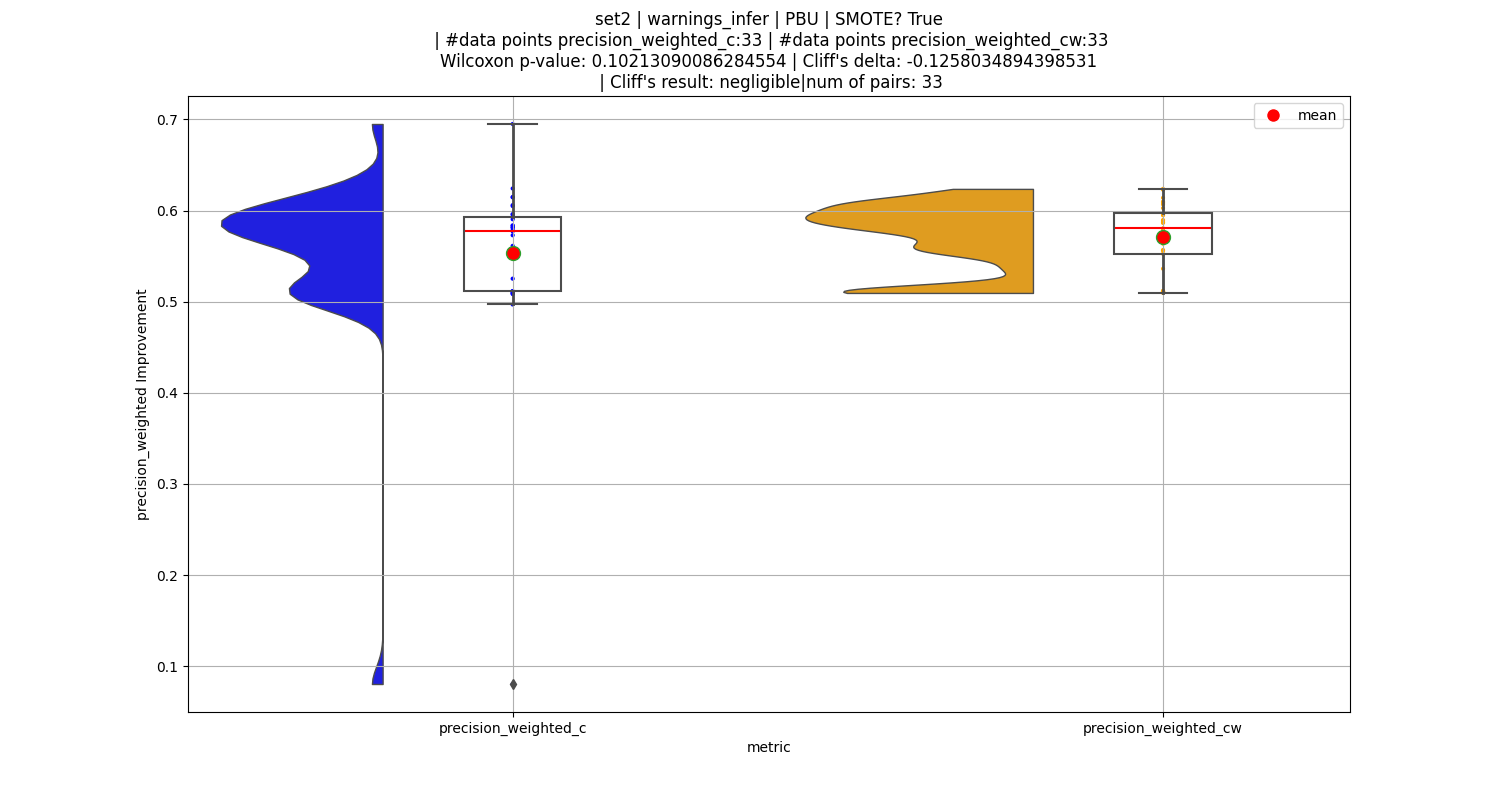 set2 | warnings_infer | PBU | SMOTE? True
| #data points precision_weighted_c:33 | #data points precision_weighted_cw:33
Wilcoxon p-value: 0.10213090086284554 | Cliff's delta: -0.1258034894398531
| Cliff's result: negligible|num of pairs: 33
mean
0.7
0.6
0.5
0.4
0.3
0.2
0.1
precision_weighted Improvement
precision_weighted_c
precision_weighted_cw
metric